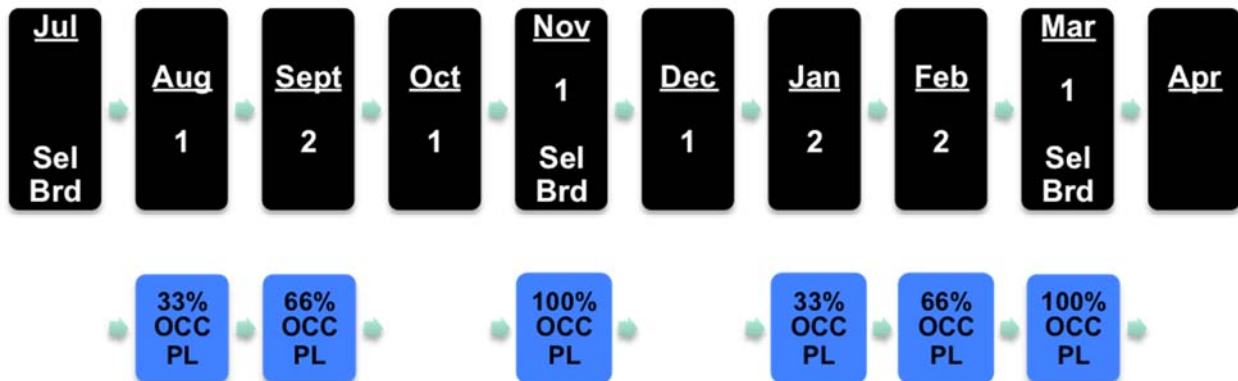 Jul
Sel
Brd
Aug
1
Sept
2
Oct
1
Nov
1
Sel
Brd
Dec
1
Jan
2
Feb
2
Mar
1
Sel
Brd
Apr
33%
OCC
PL
66%
OCC
PL
100%
OCC
PL
33%
OCC
PL
66%
OCC
PL
100%
OCC
PL